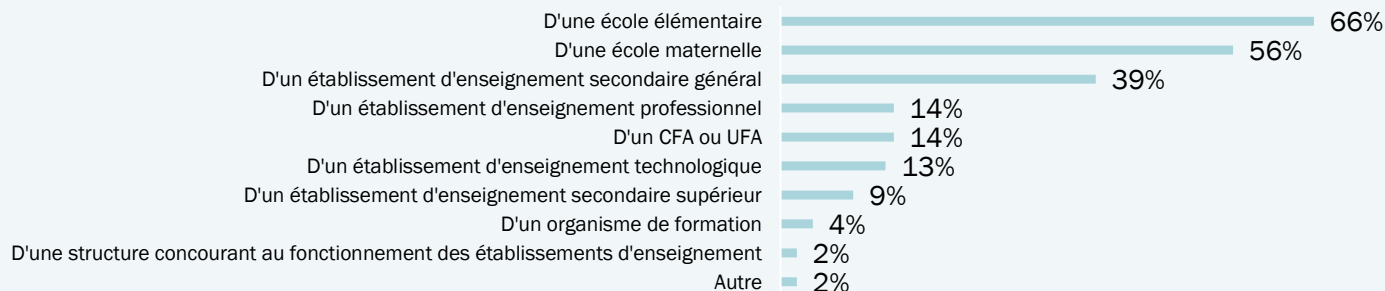 D'une école élémentaire 66%
D'une école maternelle 56%
D'un établissement d'enseignement secondaire général 39%
D'un établissement d'enseignement professionnel 14%
D'un CFA ou UFA 14%
D'un établissement d'enseignement technologique 13%
D'un établissement d'enseignement secondaire supérieur 9%
D'un organisme de formation 4%
D'une structure concourant au fonctionnement des établissements d'enseignement 2%
Autre 2%